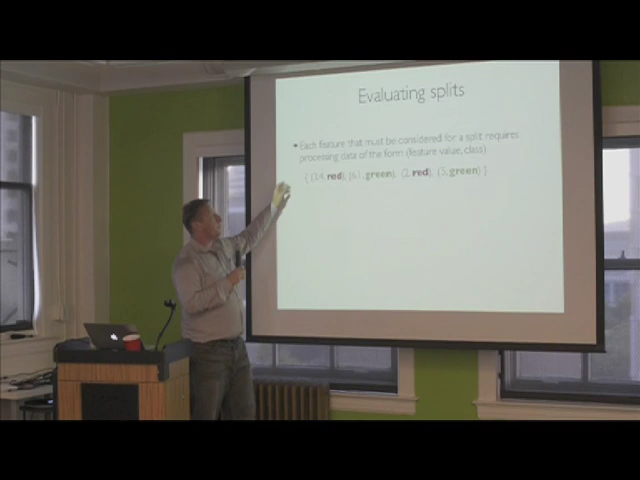 Evaluating splits
• Each feature that must be considered for a split requires
processing data of the form (feature value, class)
{ (3.4, red), (6.1, green), (2, red), (5, green) }